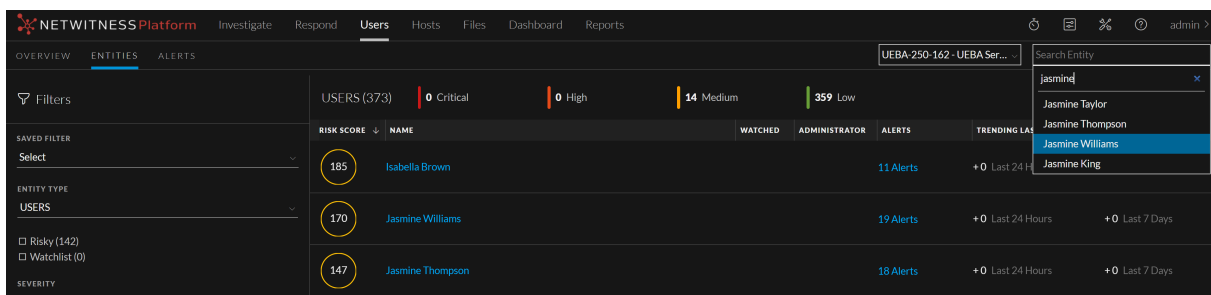 NETWITNESS Platform Investigate Respond Users Hosts Files Dashboard Reports admin >
OVERVIEW ENTITIES ALERTS UEBA-250-162 - UEBA Ser... Search Entity
Filters USERS (373) 0 Critical 0 High 14 Medium 359 Low jasmine
Jasmine Taylor
Jasmine Thompson
Jasmine Williams
Jasmine King
SAVED FILTER RISK SCORE NAME WATCHED ADMINISTRATOR ALERTS TRENDING LAS
Select
185 Isabella Brown 11 Alerts +0 Last 24 H
ENTITY TYPE
USERS
170 Jasmine Williams 19 Alerts +0 Last 24 Hours +0 Last 7 Days
Risky (142)
Watchlist (0)
147 Jasmine Thompson 18 Alerts +0 Last 24 Hours +0 Last 7 Days
SEVERITY